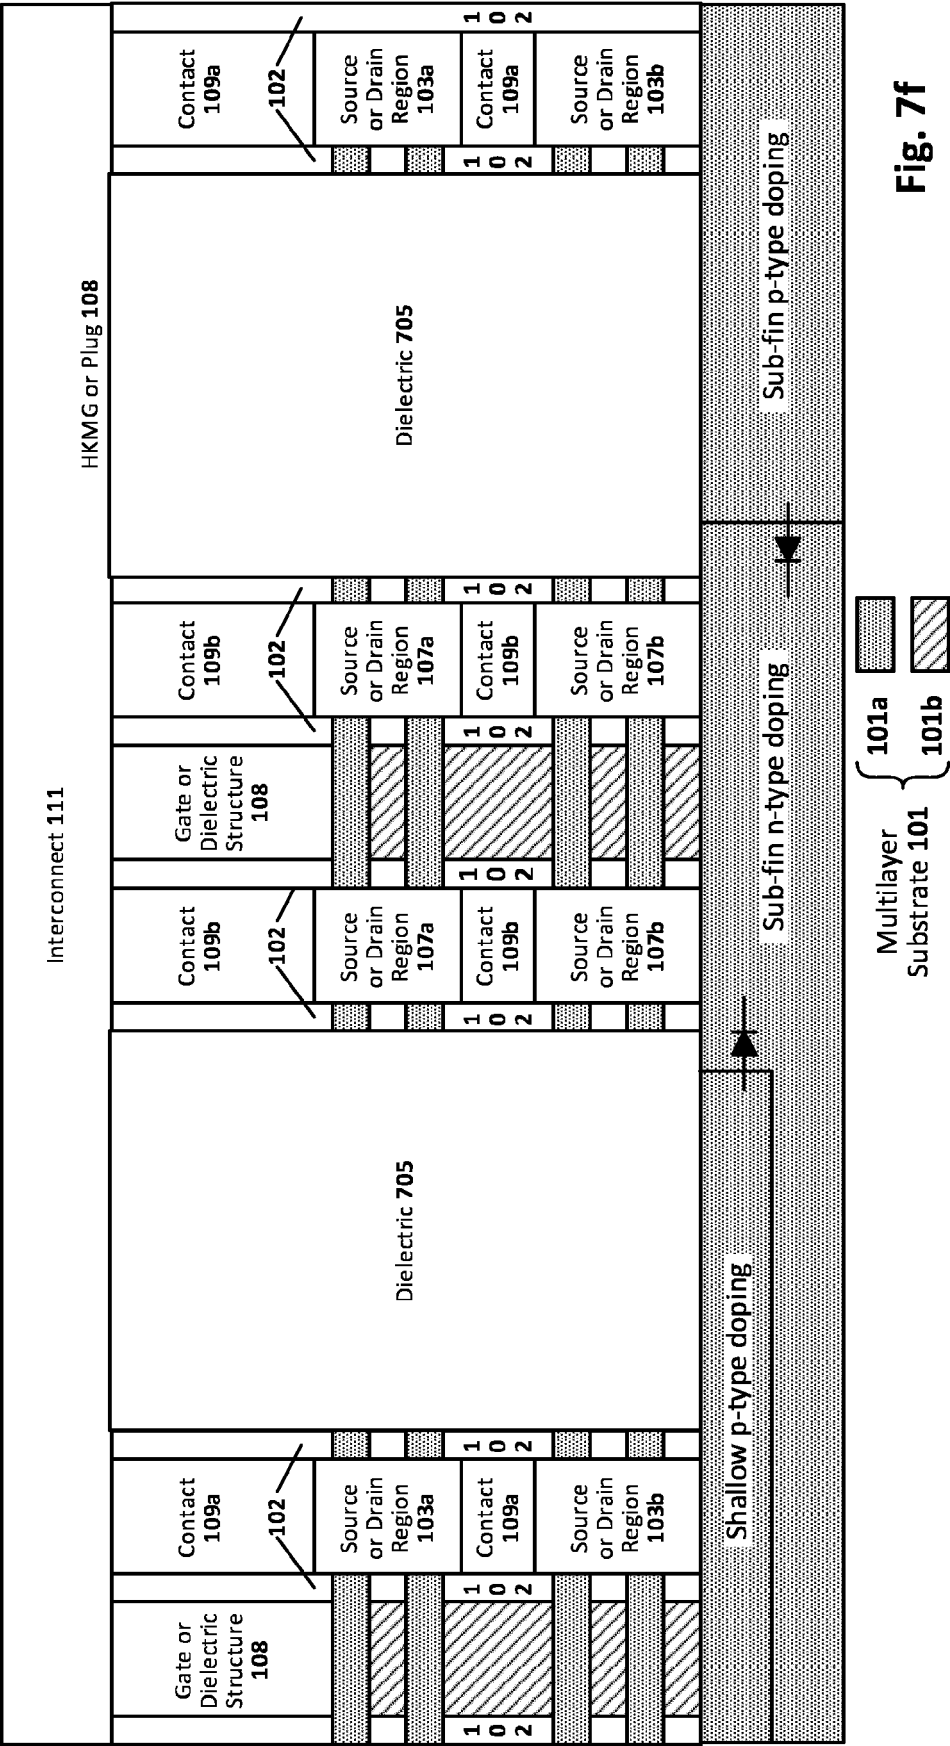 Interconnect 111
HKMG or Plug 108
Gate or
Dielectric
Structure
108
Contact
109a
Contact
109b
Gate or
Dielectric
Structure
108
Contact
109b
Contact
109a
102
102
102
102
Source
or Drain
Region
103a
Dielectric 705
Source
or Drain
Region
107a
Source
or Drain
Region
107a
Dielectric 705
Source
or Drain
Region
103a
102
102
Contact
109a
102
102
Contact
109b
102
102
Contact
109b
102
102
Contact
109a
102
Source
or Drain
Region
103b
Source
or Drain
Region
107b
Source
or Drain
Region
107b
Source
or Drain
Region
103b
Shallow p-type doping
Sub-fin n-type doping
Sub-fin p-type doping
Multilayer
Substrate 101
101a
101b
Fig. 7f